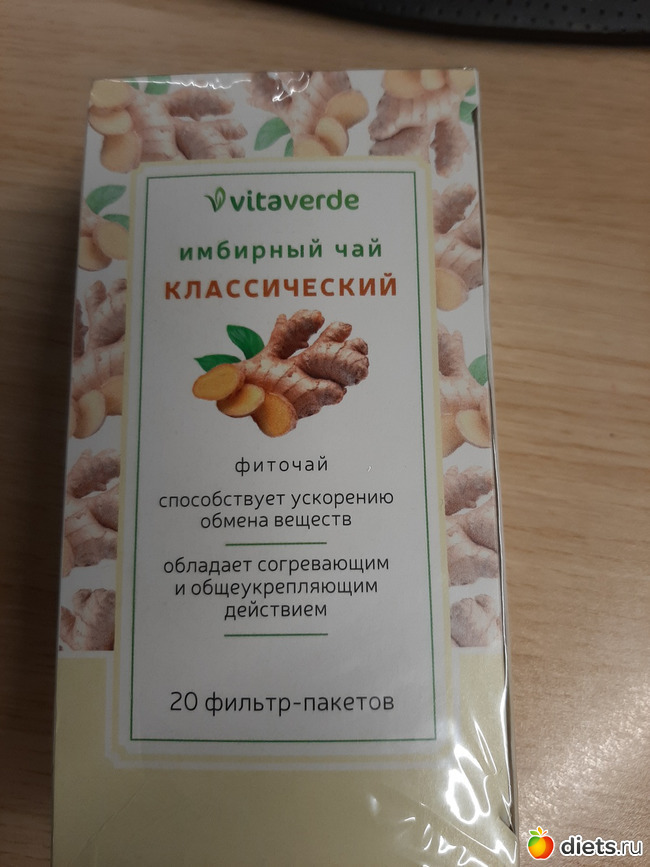 vitaverde
имбирный чай
КЛАССИЧЕСКИЙ
фиточай
способствует ускорению
обмена веществ
обладает согревающим
и общеукрепляющим
действием
20 фильтр-пакетов
diets.ru